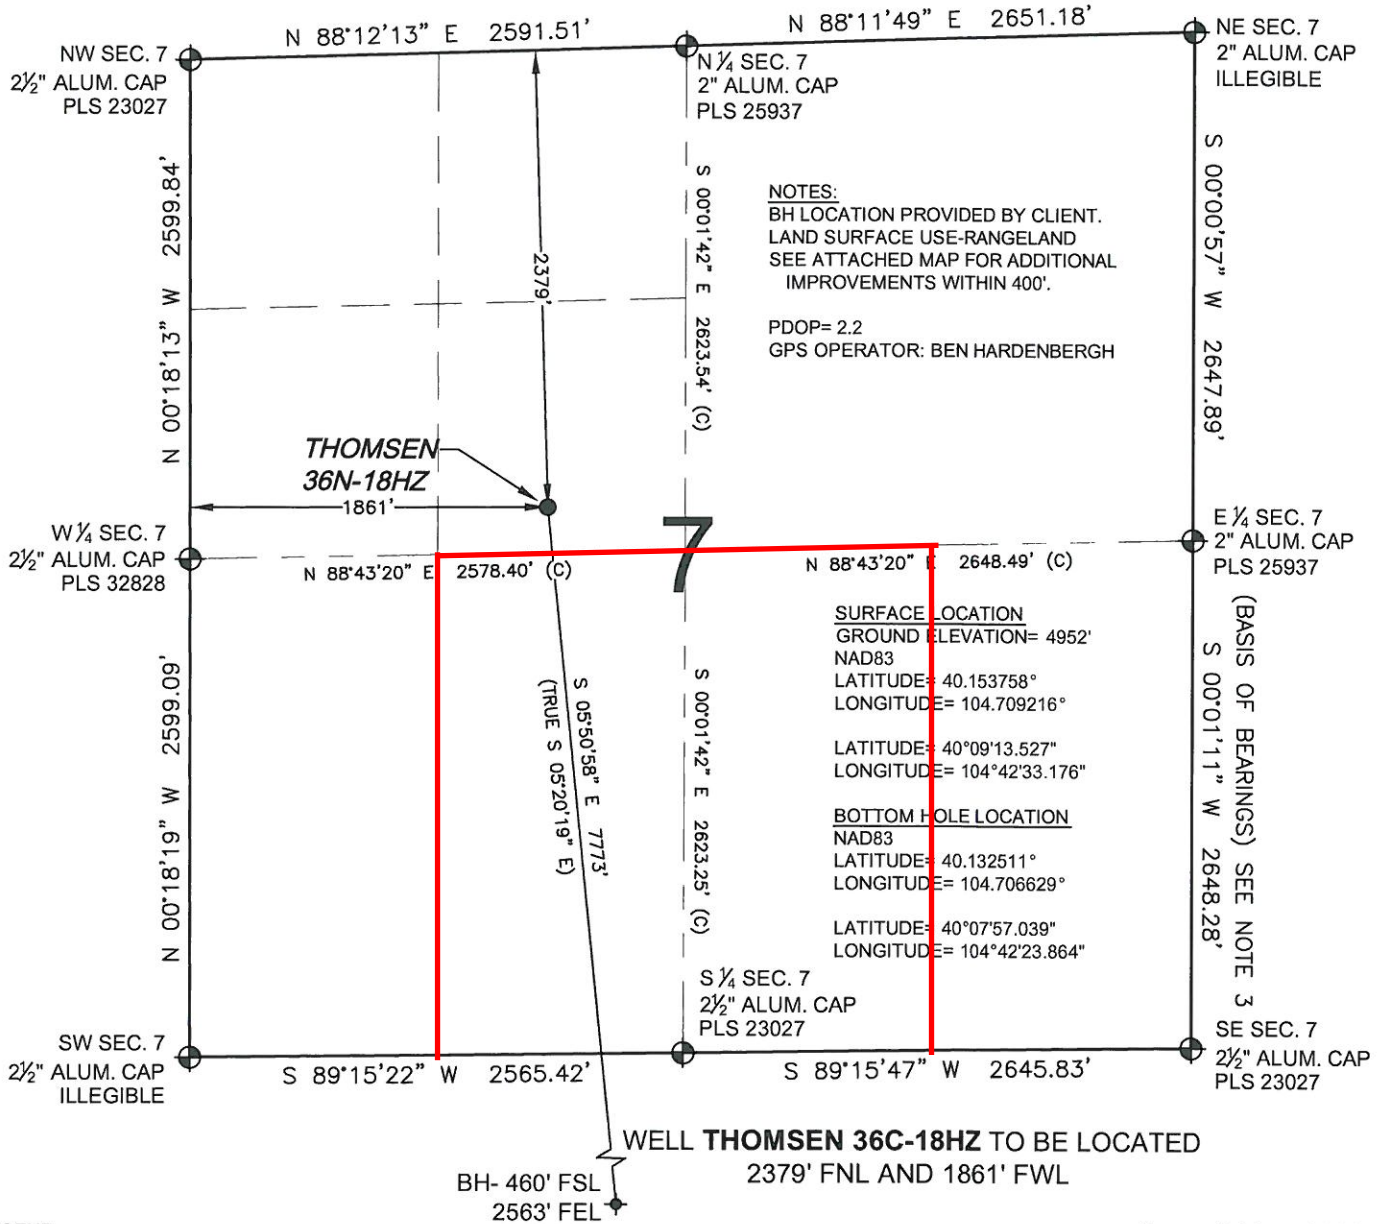 N 88°12'13" E 2591.51'
N 88°11'49" E 2651.18'
NW SEC. 7
2½" ALUM. CAP
PLS 23027
N ¼ SEC. 7
2" ALUM. CAP
PLS 25937
NE SEC. 7
2" ALUM. CAP
ILLEGIBLE
N 00°18'13" W 2599.84'
2379'
S 00°01'42" E 2623.54' (C)
S 00°00'57" W 2647.89'
NOTES:
BH LOCATION PROVIDED BY CLIENT.
LAND SURFACE USE-RANGELAND
SEE ATTACHED MAP FOR ADDITIONAL
IMPROVEMENTS WITHIN 400'.
PDOP= 2.2
GPS OPERATOR: BEN HARDENBERGH
THOMSEN
36N-18HZ
1861'
7
W ¼ SEC. 7
2½" ALUM. CAP
PLS 32828
N 88°43'20" E 2578.40' (C)
N 88°43'20" E 2648.49' (C)
E ¼ SEC. 7
2" ALUM. CAP
PLS 25937
N 00°18'19" W 2599.09'
S 05°50'58" E 7773'
(TRUE S 05°20'19" E)
S 00°01'42" E 2623.25' (C)
SURFACE LOCATION
GROUND ELEVATION= 4952'
NAD83
LATITUDE= 40.153758°
LONGITUDE= 104.709216°
LATITUDE= 40°09'13.527"
LONGITUDE= 104°42'33.176"
BOTTOM HOLE LOCATION
NAD83
LATITUDE= 40.132511°
LONGITUDE= 104.706629°
LATITUDE= 40°07'57.039"
LONGITUDE= 104°42'23.864"
S 00°01'11" W 2648.28'
(BASIS OF BEARINGS) SEE NOTE 3
S ¼ SEC. 7
2½" ALUM. CAP
PLS 23027
SW SEC. 7
2½" ALUM. CAP
ILLEGIBLE
S 89°15'22" W 2565.42'
S 89°15'47" W 2645.83'
SE SEC. 7
2½" ALUM. CAP
PLS 23027
WELL THOMSEN 36C-18HZ TO BE LOCATED
2379' FNL AND 1861' FWL
BH- 460' FSL
2563' FEL